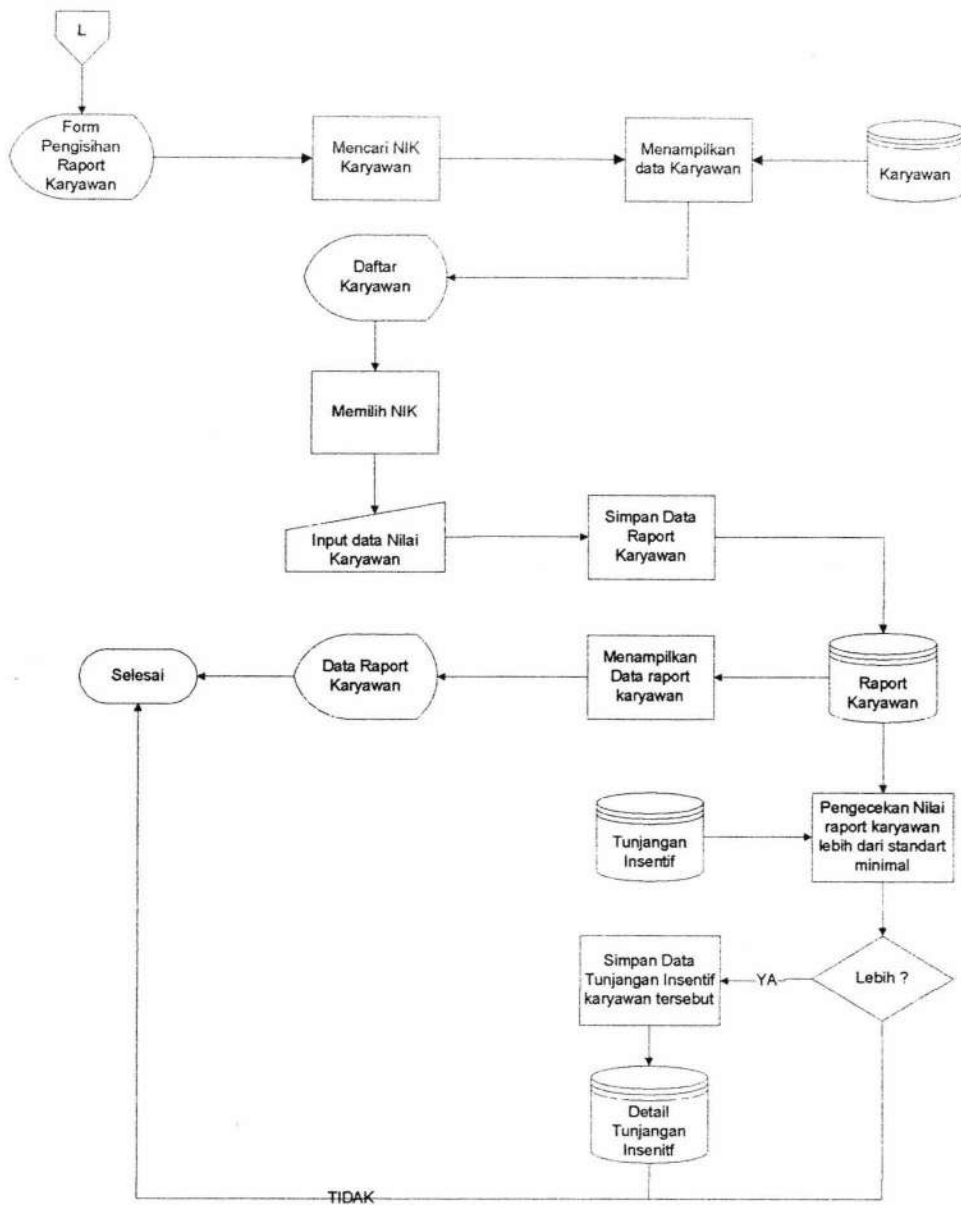 L
Form
Pengisihan
Raport
Karyawan
Mencari NIK
Karyawan
Menampilkan
data Karyawan
Karyawan
Daftar
Karyawan
Memilih NIK
Input data Nilai
Karyawan
Simpan Data
Raport
Karyawan
Selesai
Data Raport
Karyawan
Menampilkan
Data raport
karyawan
Raport
Karyawan
Tunjangan
Insentif
Pengecekan Nilai
raport karyawan
lebih dari standart
minimal
Simpan Data
Tunjangan Insentif
karyawan tersebut
YA
Lebih ?
Detail
Tunjangan
Insenitf
TIDAK